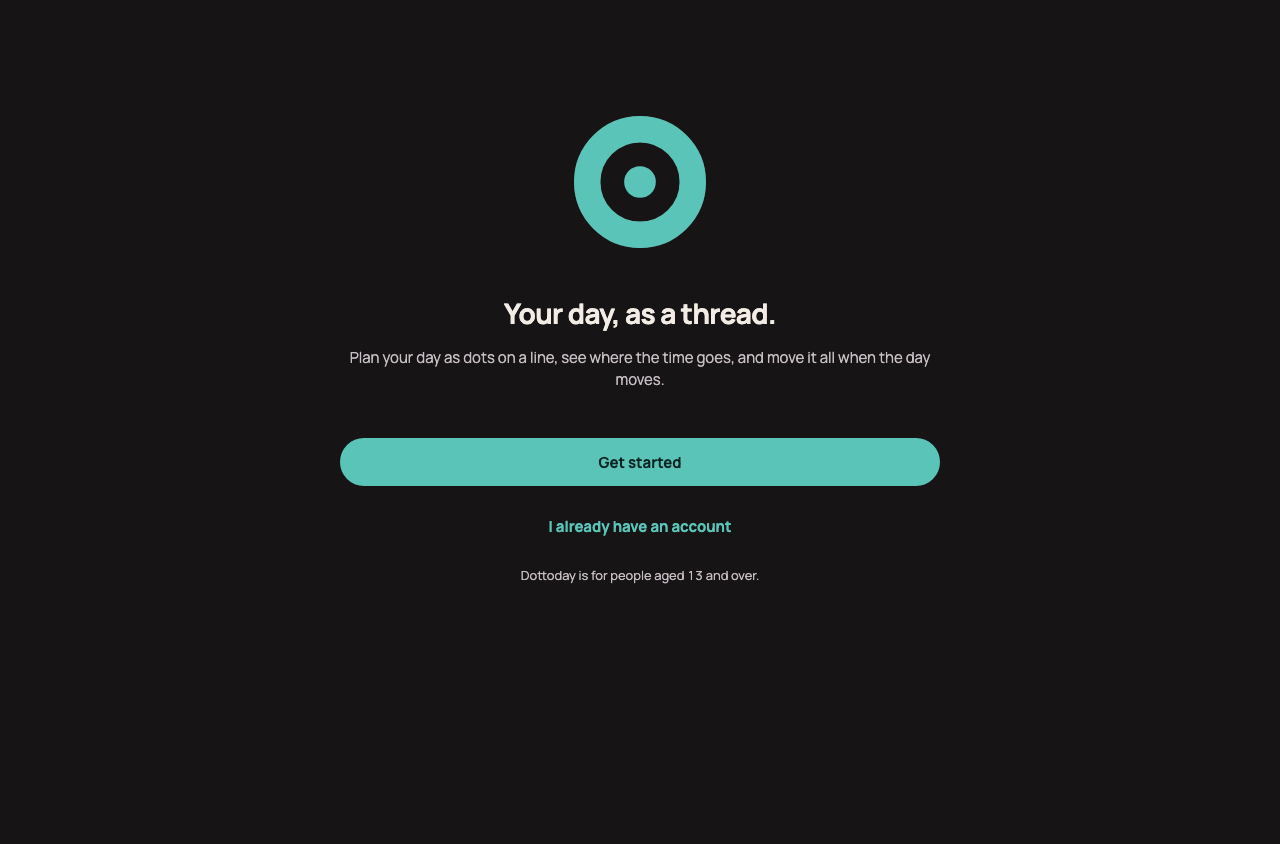 Your day, as a thread.
Plan your day as dots on a line, see where the time goes, and move it all when the day
moves.
Get started
I already have an account
Dottoday is for people aged 13 and over.